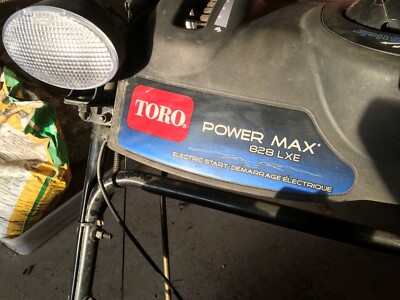 TORO
POWER MAX
828 LXE
ELECTRIC START/DÉMARRAGE ÉLECTRIQUE